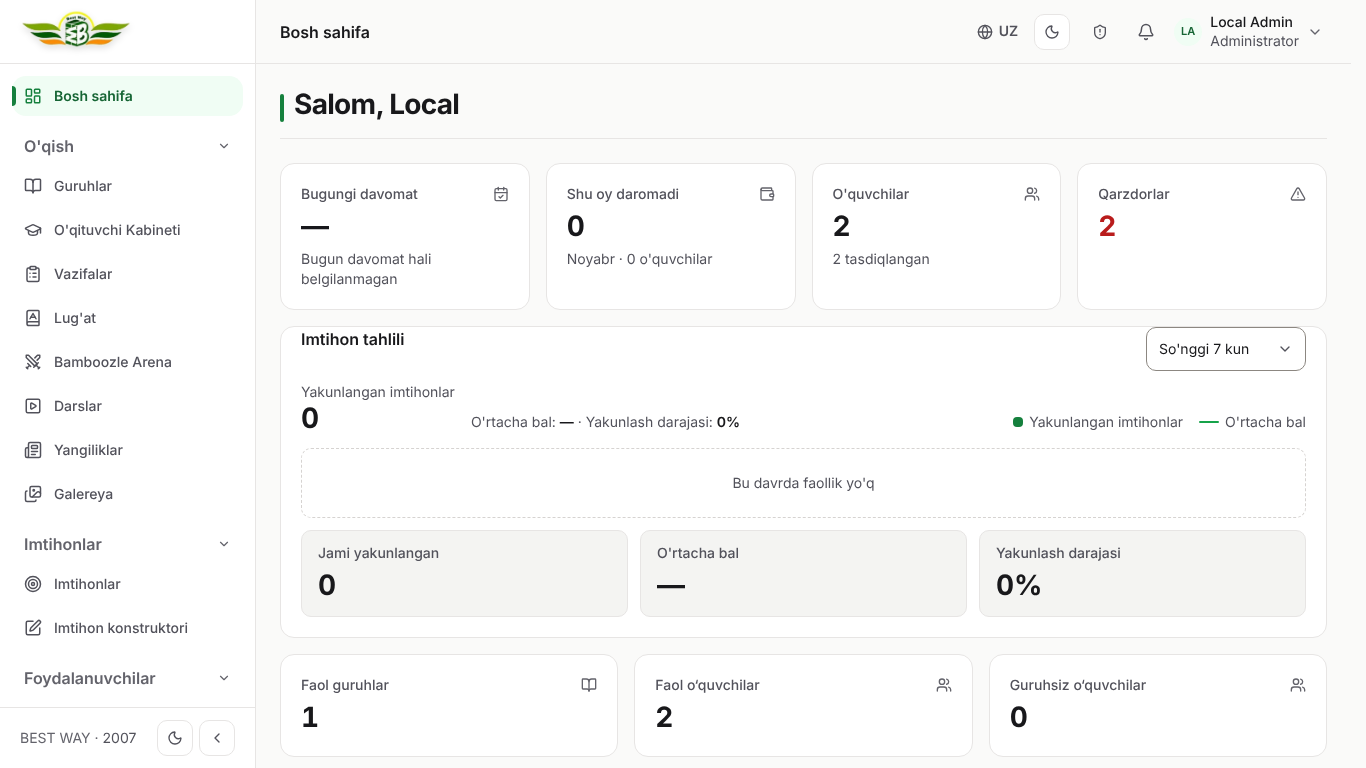 Bosh sahifa
UZ
LA
Local Admin
Administrator
Bosh sahifa
O'qish
Guruhlar
O'qituvchi Kabineti
Vazifalar
Lug'at
Bamboozle Arena
Darslar
Yangiliklar
Galereya
Imtihonlar
Imtihonlar
Imtihon konstruktori
Foydalanuvchilar
BEST WAY · 2007
Salom, Local
Bugungi davomat
—
Bugun davomat hali
belgilanmagan
Shu oy daromadi
0
Noyabr · 0 o'quvchilar
O'quvchilar
2
2 tasdiqlangan
Qarzdorlar
2
Imtihon tahlili
So'nggi 7 kun
Yakunlangan imtihonlar
0
O'rtacha bal: — · Yakunlash darajasi: 0%
Yakunlangan imtihonlar
O'rtacha bal
Bu davrda faollik yo'q
Jami yakunlangan
0
O'rtacha bal
—
Yakunlash darajasi
0%
Faol guruhlar
1
Faol o‘quvchilar
2
Guruhsiz o‘quvchilar
0